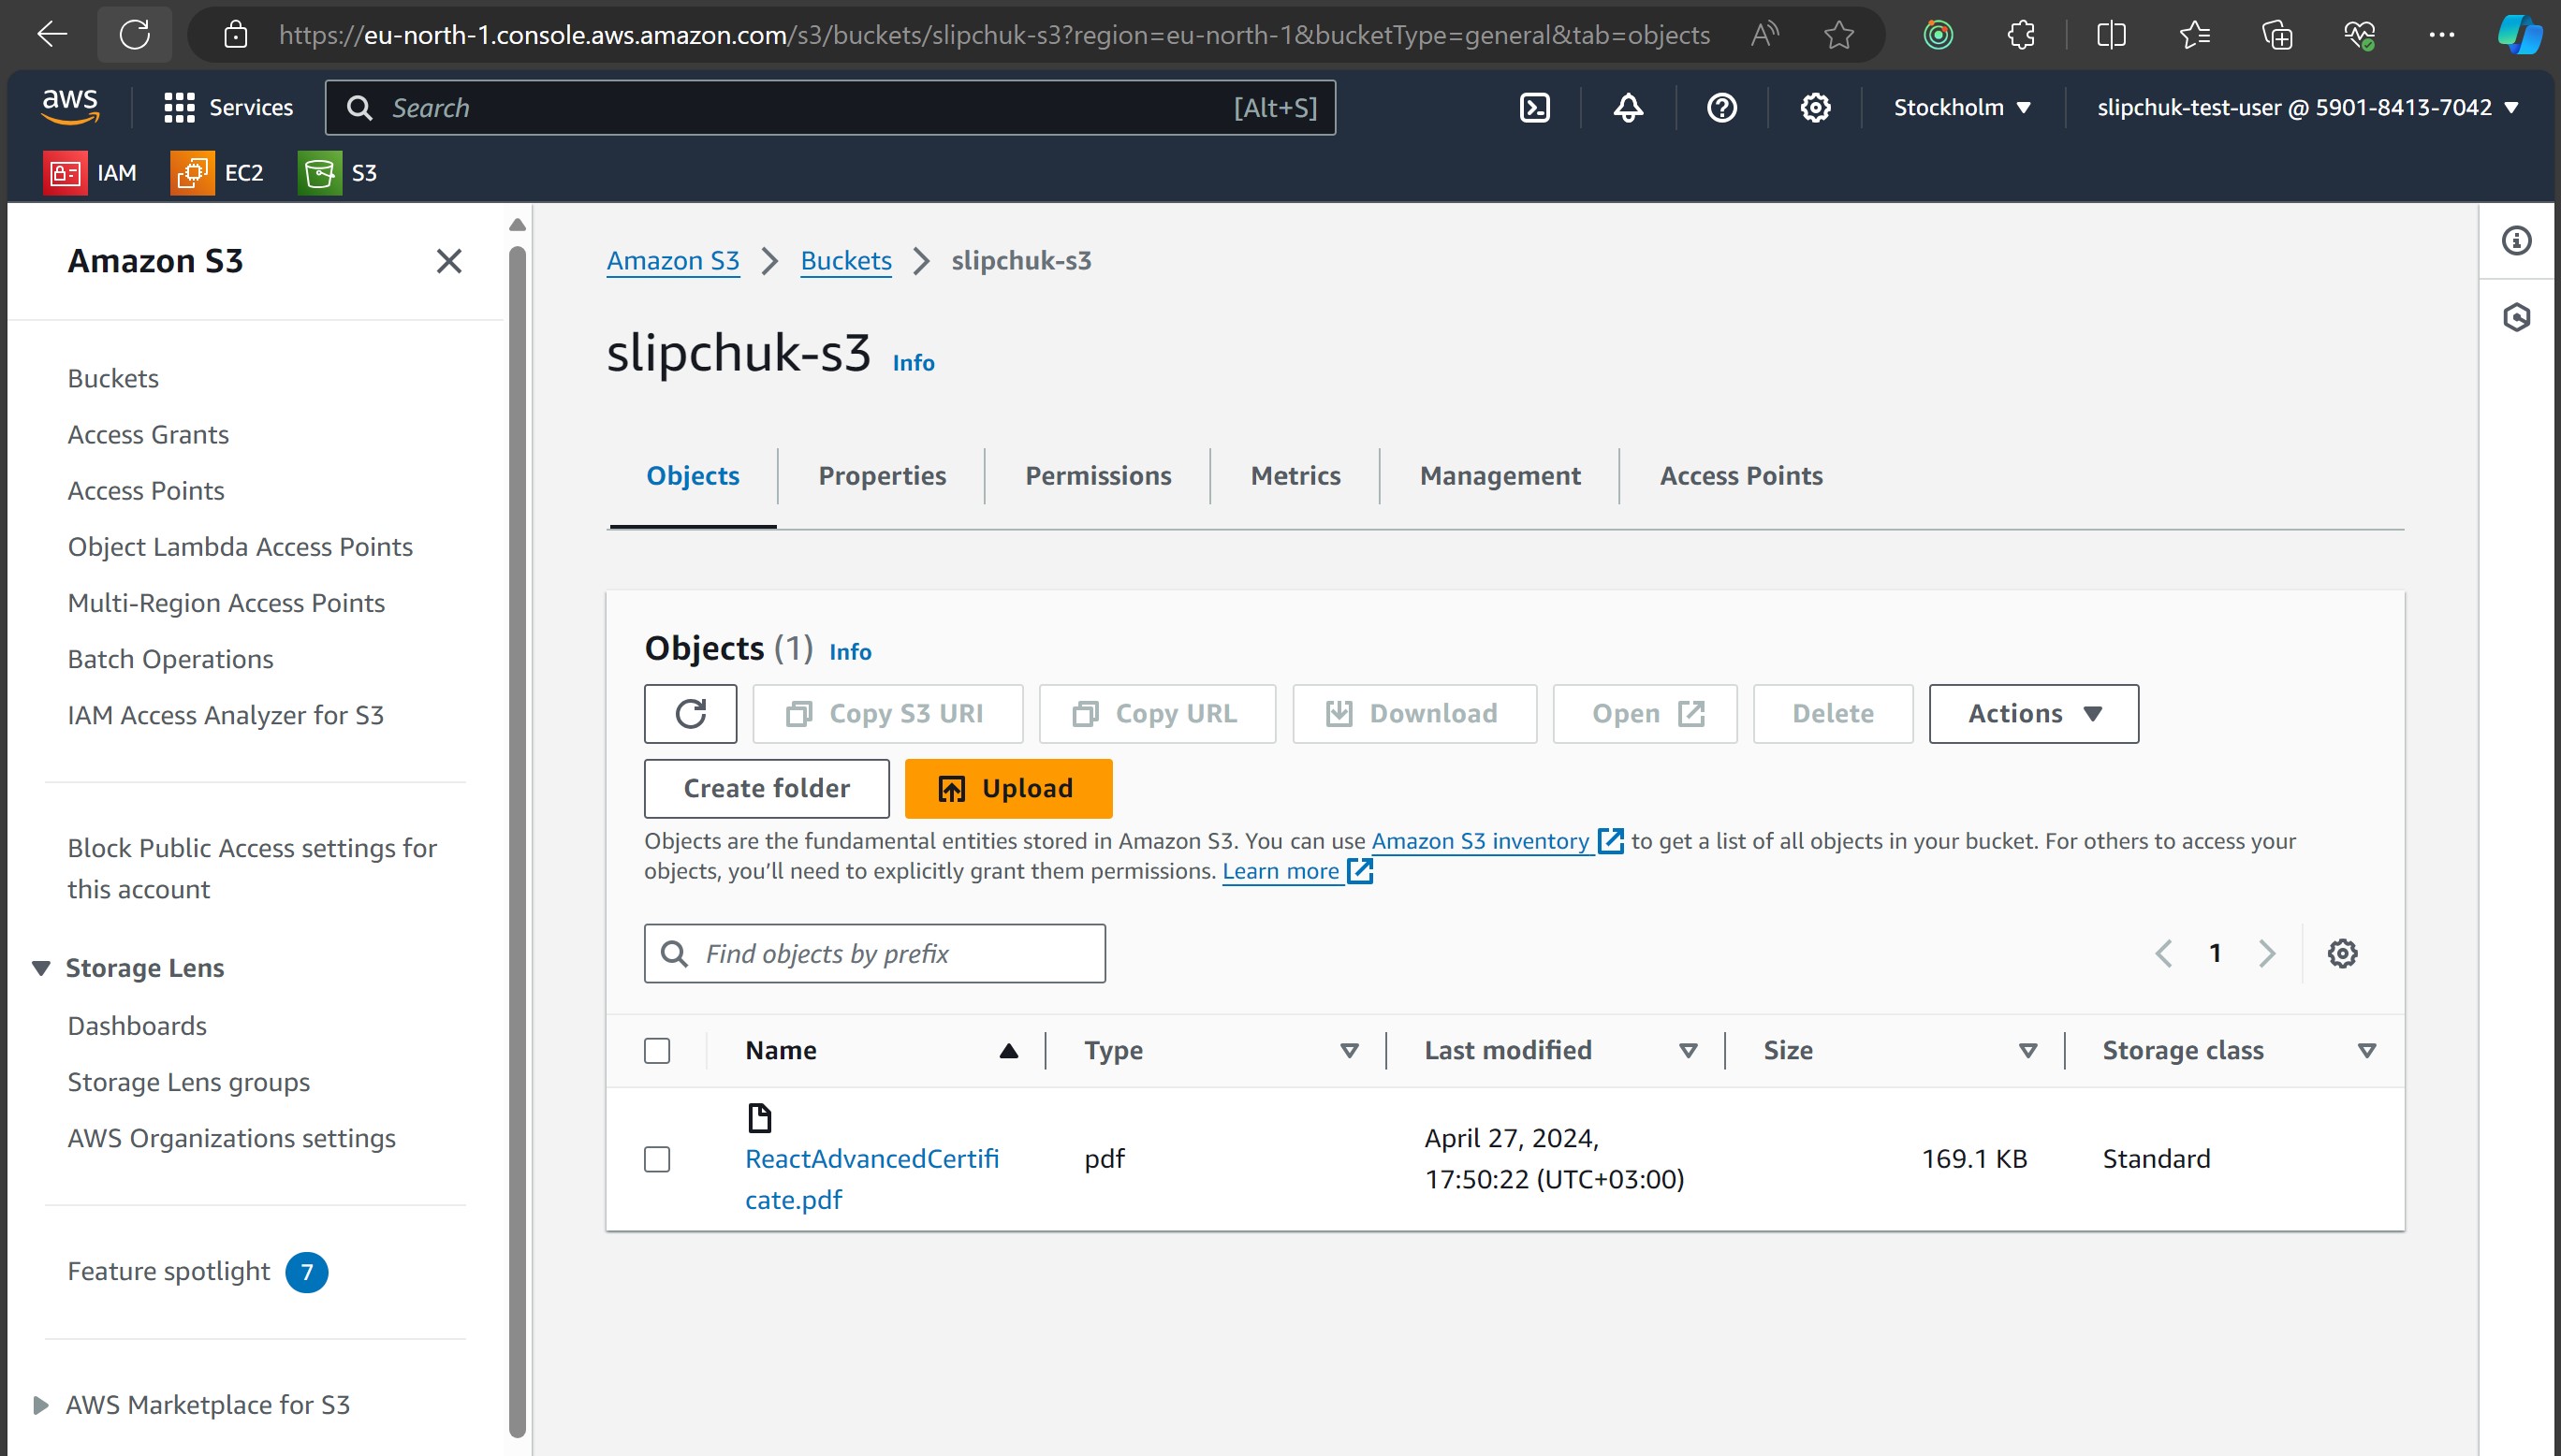 https://eu-north-1.console.aws.amazon.com/s3/buckets/slipchuk-s3?region=eu-north-1&bucketType=general&tab=objects
aws
Services
Search
[Alt+S]
Stockholm
slipchuk-test-user @ 5901-8413-7042
IAM
EC2
S3
Amazon S3
Buckets
Access Grants
Access Points
Object Lambda Access Points
Multi-Region Access Points
Batch Operations
IAM Access Analyzer for S3
Block Public Access settings for
this account
Storage Lens
Dashboards
Storage Lens groups
AWS Organizations settings
Feature spotlight 7
AWS Marketplace for S3
Amazon S3 > Buckets > slipchuk-s3
slipchuk-s3 Info
Objects
Properties
Permissions
Metrics
Management
Access Points
Objects (1) Info
Copy S3 URI
Copy URL
Download
Open
Delete
Actions
Create folder
Upload
Objects are the fundamental entities stored in Amazon S3. You can use Amazon S3 inventory to get a list of all objects in your bucket. For others to access your
objects, you'll need to explicitly grant them permissions. Learn more
Find objects by prefix
1
Name
Type
Last modified
Size
Storage class
ReactAdvancedCertifi
cate.pdf
pdf
April 27, 2024,
17:50:22 (UTC+03:00)
169.1 KB
Standard